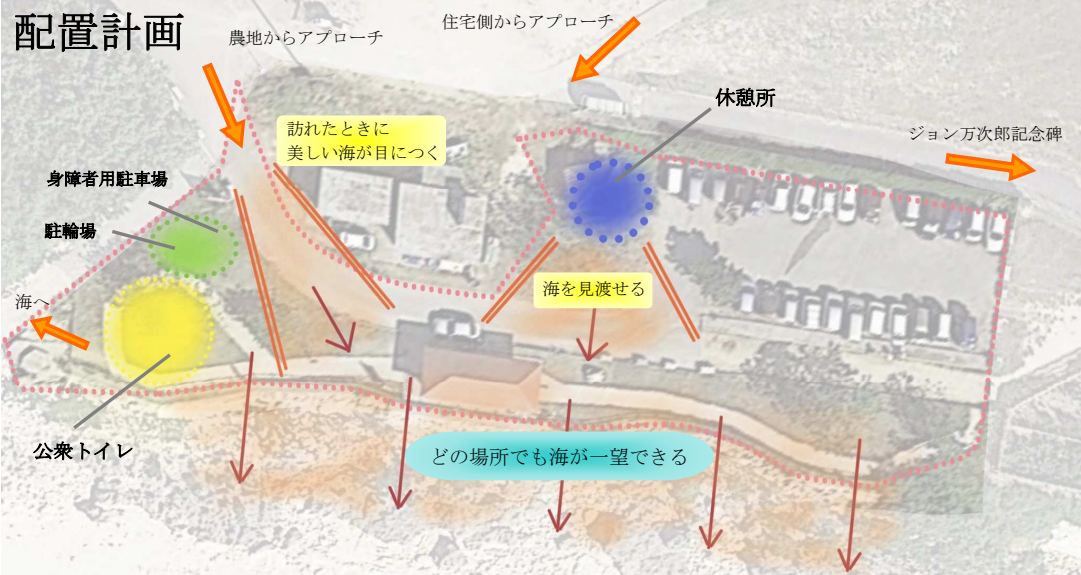 配置計画
農地からアプローチ
住宅側からアプローチ
休憩所
訪れたときに
美しい海が目につく
ジョン万次郎記念碑
身障者用駐車場
駐輪場
海へ
海を見渡せる
公衆トイレ
どの場所でも海が一望できる